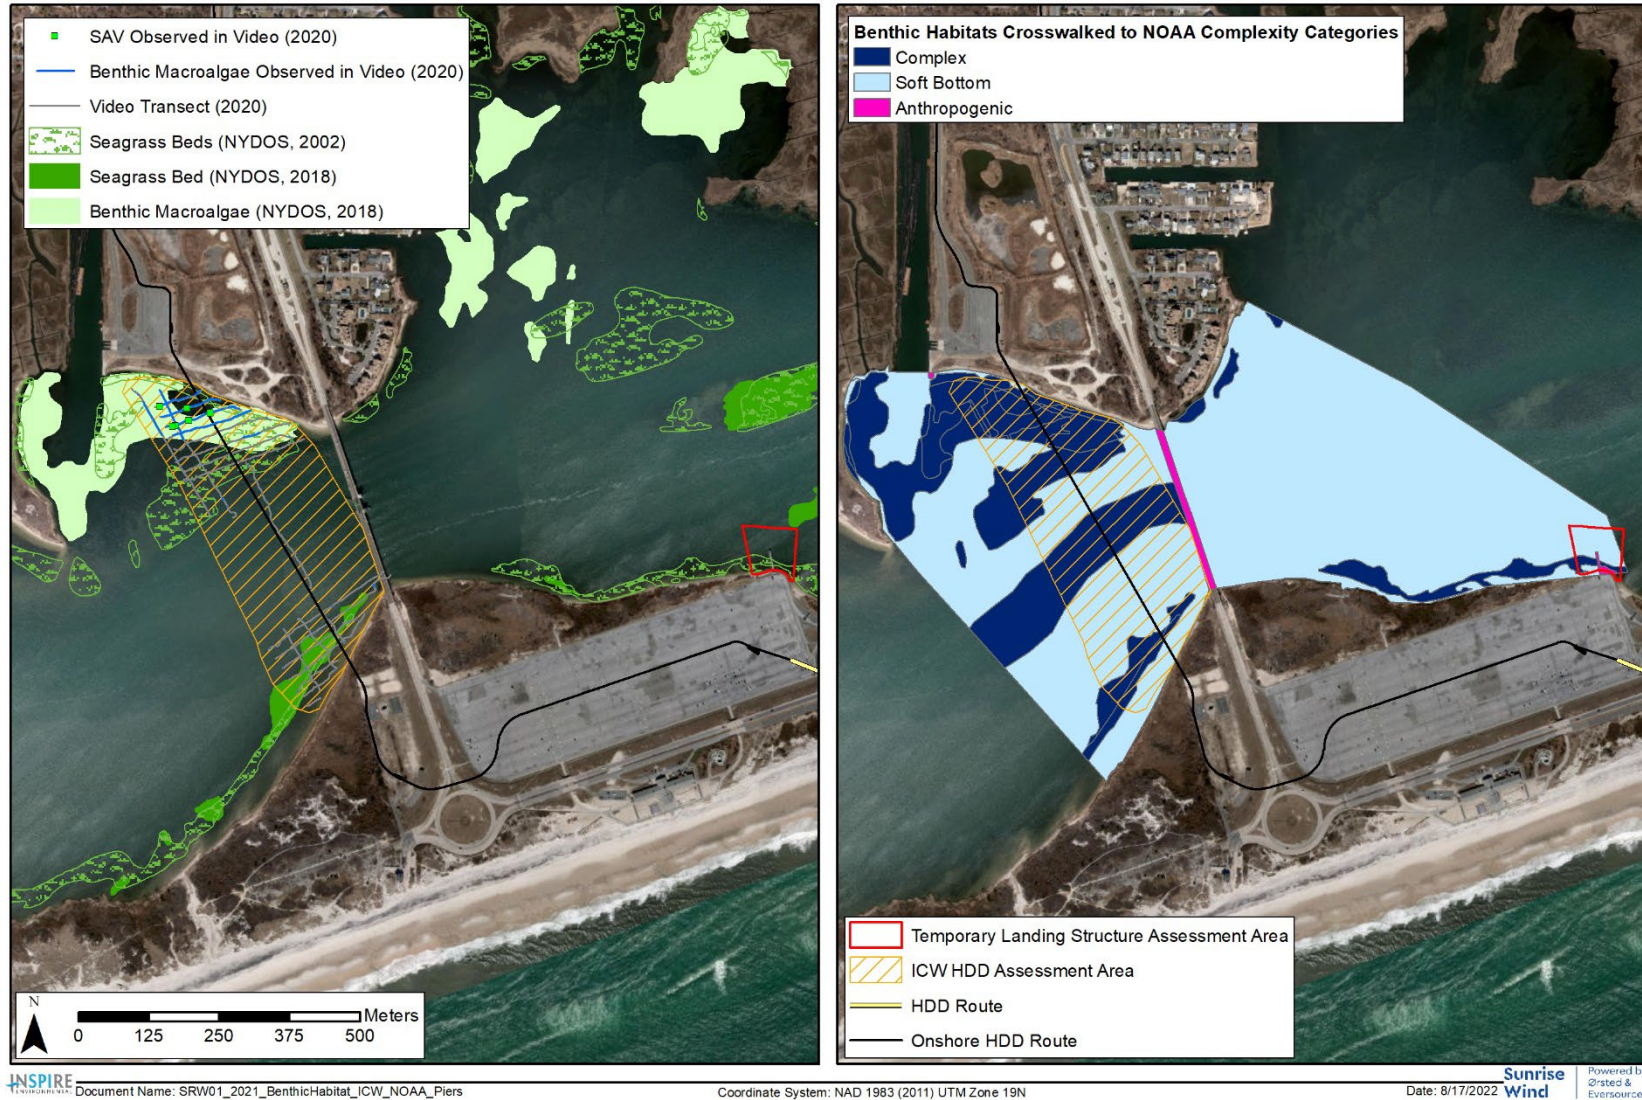 SAV Observed in Video (2020)
Benthic Macroalgae Observed in Video (2020)
Video Transect (2020)
Seagrass Beds (NYDOS, 2002)
Seagrass Bed (NYDOS, 2018)
Benthic Macroalgae (NYDOS, 2018)
N
Meters
0 125 250 375 500
Benthic Habitats Crosswalked to NOAA Complexity Categories
Complex
Soft Bottom
Anthropogenic
Temporary Landing Structure Assessment Area
ICW HDD Assessment Area
HDD Route
Onshore HDD Route
INSPIRE
ENVIRONMENTAL
Document Name: SRW01_2021_BenthicHabitat_ICW_NOAA_Piers
Coordinate System: NAD 1983 (2011) UTM Zone 19N
Date: 8/17/2022
Sunrise
Wind
Powered by
Ørsted &
Eversource